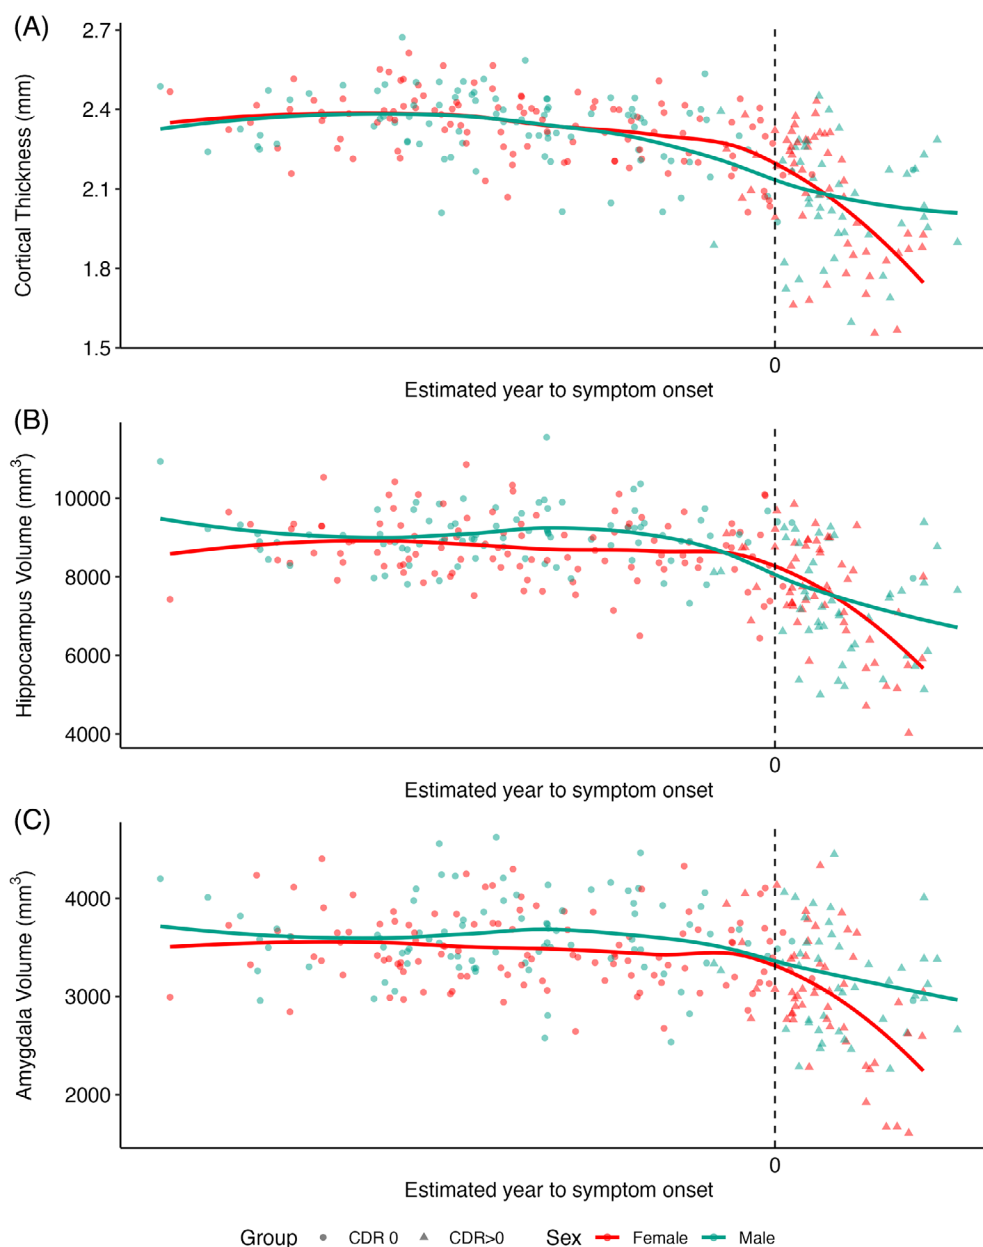 (A)
Cortical Thickness (mm)
2.7
2.4
2.1
1.8
1.5
0
Estimated year to symptom onset
(B)
Hippocampus Volume (mm³)
10000
8000
6000
4000
0
Estimated year to symptom onset
(C)
Amygdala Volume (mm³)
4000
3000
2000
0
Estimated year to symptom onset
Group CDR 0 CDR>0 Sex Female Male